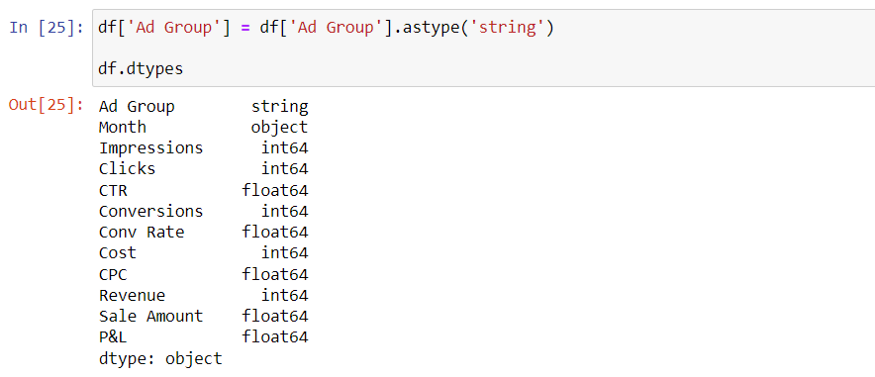 In [25]: df['Ad Group'] = df['Ad Group'].astype('string')
df.dtypes
Out[25]: Ad Group string
Month object
Impressions int64
Clicks int64
CTR float64
Conversions int64
Conv Rate float64
Cost int64
CPC float64
Revenue int64
Sale Amount float64
P&L float64
dtype: object